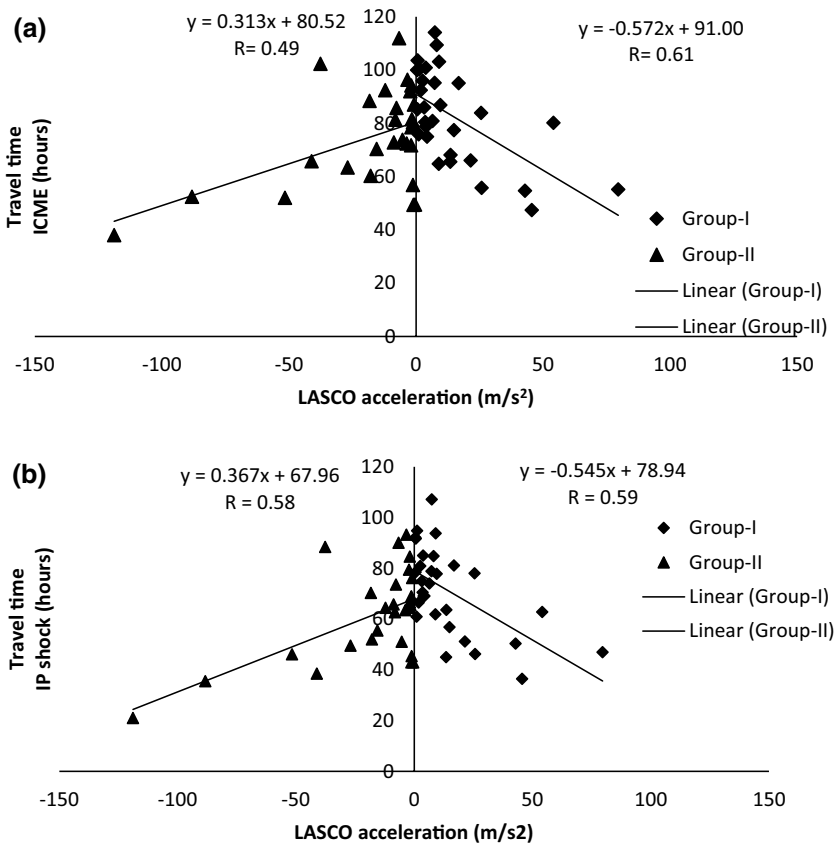 (a)
y = 0.313x + 80.52
R= 0.49
y = -0.572x + 91.00
R= 0.61
120
100
80
60
40
20
0
Travel time
ICME (hours)
Group-I
Group-II
Linear (Group-I)
Linear (Group-II)
-150
-100
-50
0
50
100
150
LASCO acceleration (m/s²)
(b)
y = 0.367x + 67.96
R = 0.58
y = -0.545x + 78.94
R = 0.59
120
100
80
60
40
20
0
Travel time
IP shock (hours)
Group-I
Group-II
Linear (Group-I)
Linear (Group-II)
-150
-100
-50
0
50
100
150
LASCO acceleration (m/s2)